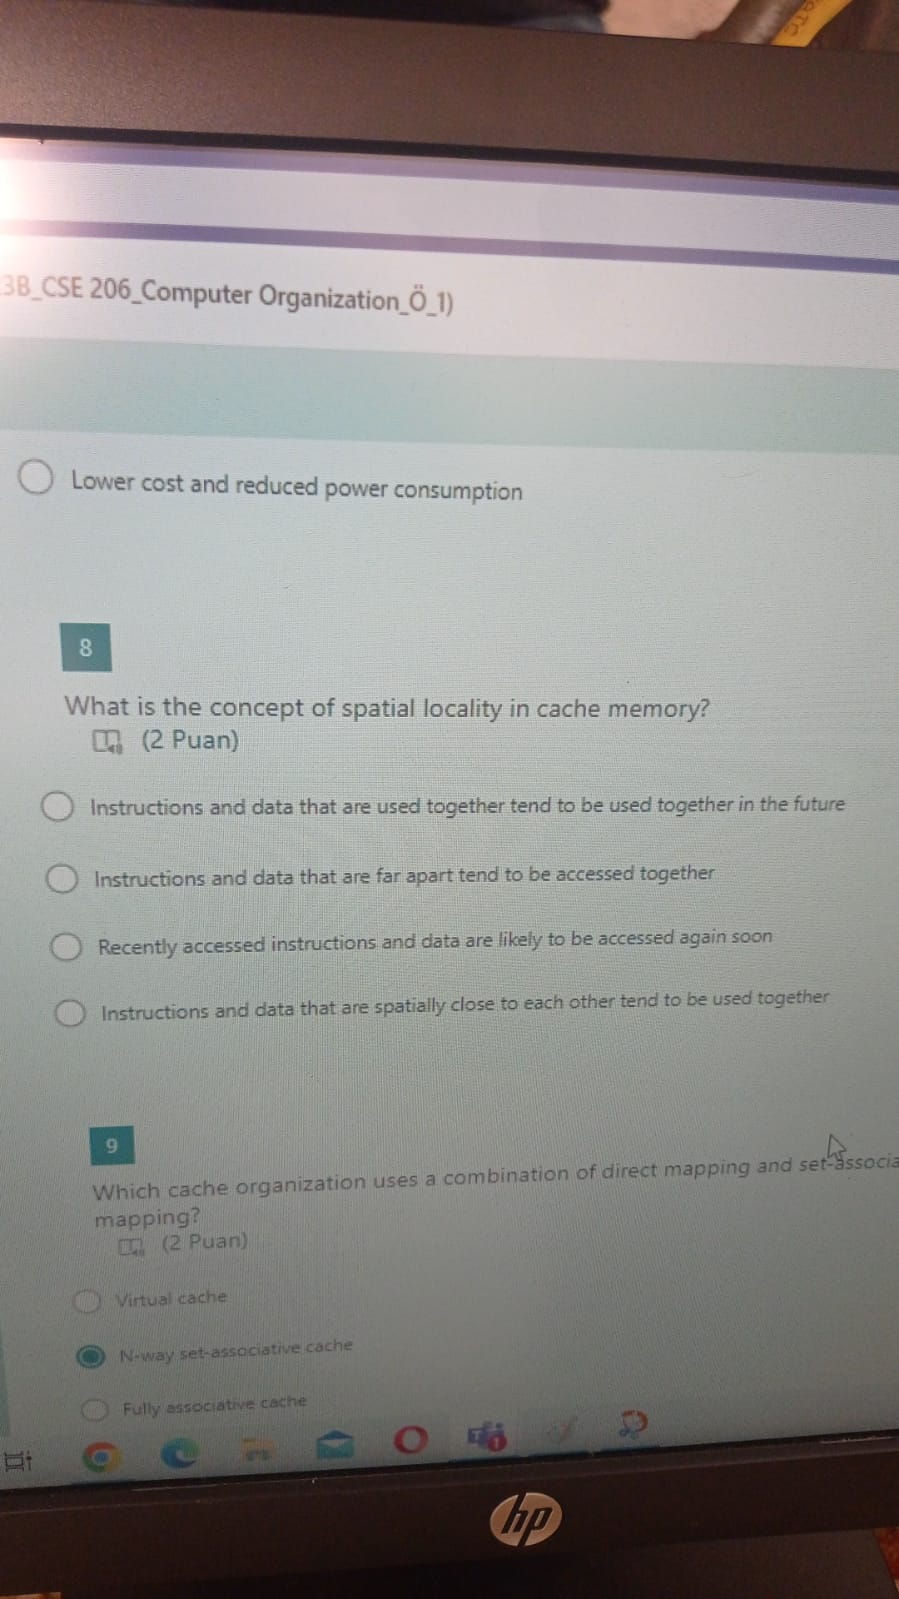 3B_CSE 206_Computer Organization_Ö_1)
Lower cost and reduced power consumption
8
What is the concept of spatial locality in cache memory?
(2 Puan)
Instructions and data that are used together tend to be used together in the future
Instructions and data that are far apart tend to be accessed together
Recently accessed instructions and data are likely to be accessed again soon
Instructions and data that are spatially close to each other tend to be used together
9
Which cache organization uses a combination of direct mapping and set-associa
mapping?
(2 Puan)
Virtual cache
N-way set-associative cache
Fully associative cache
hp